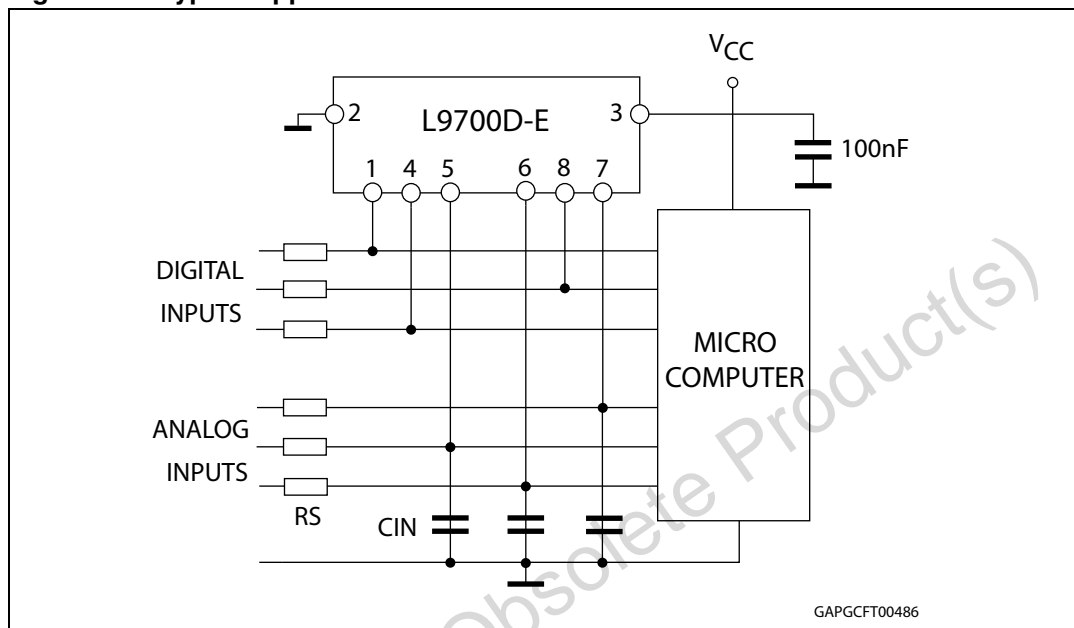 VCC
2 L9700D-E 3
100nF
1 4 5 6 8 7
DIGITAL
INPUTS
MICRO
COMPUTER
ANALOG
INPUTS
RS
CIN
Obsolete Product(s)
GAPGCFT00486